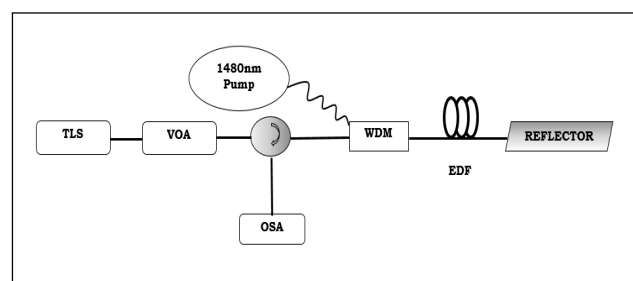 1480nm
Pump
TLS
VOA
WDM
REFLECTOR
EDF
OSA